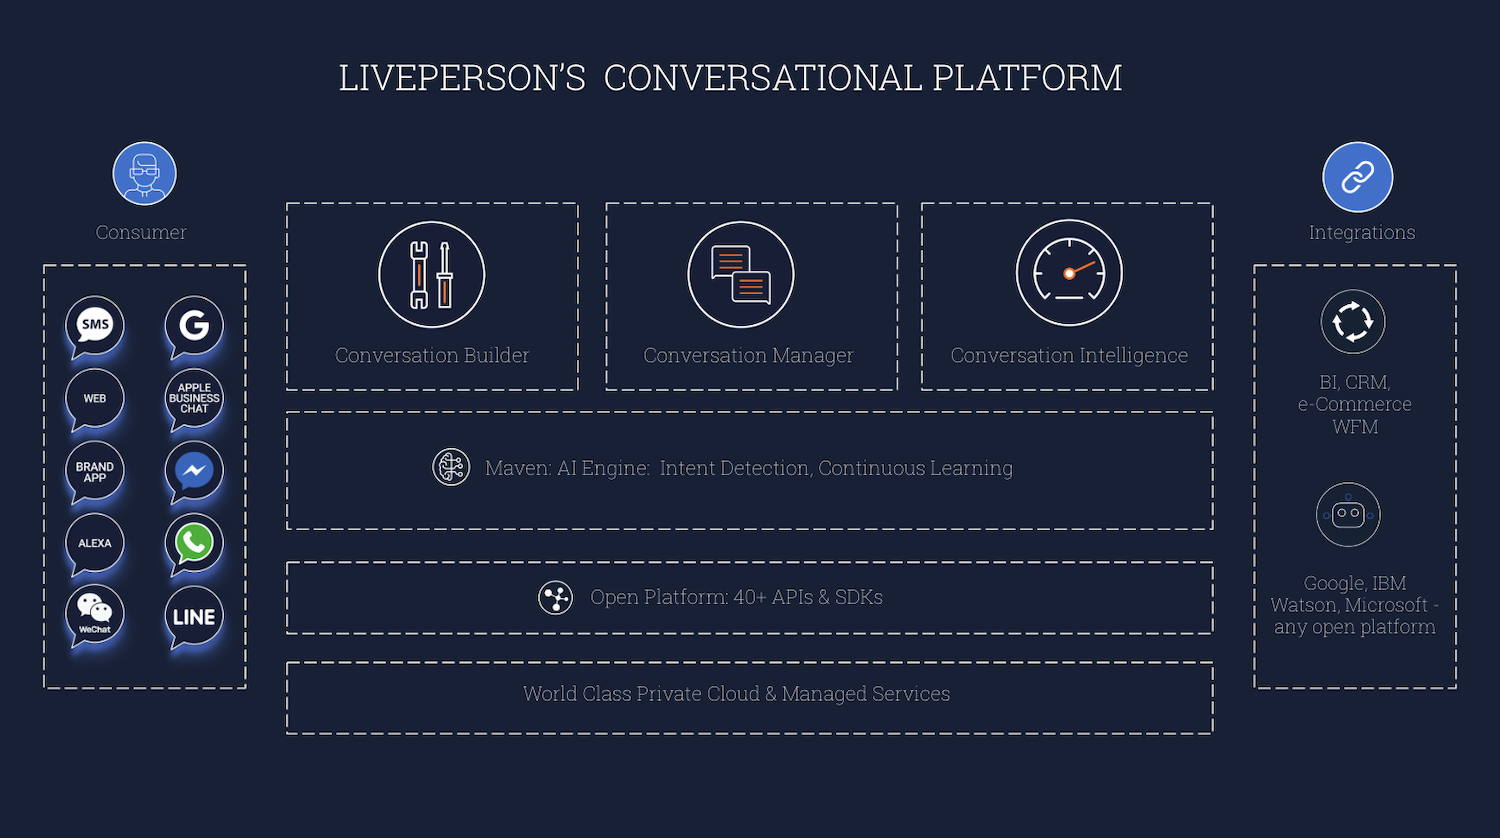 LIVEPERSON'S CONVERSATIONAL PLATFORM
Consumer
SMS
G
WEB
APPLE
BUSINESS
CHAT
BRAND
APP
ALEXA
WeChat
LINE
Conversation Builder
Conversation Manager
Conversation Intelligence
Maven: AI Engine: Intent Detection, Continuous Learning
Open Platform: 40+ APIs & SDKs
World Class Private Cloud & Managed Services
Integrations
BI, CRM,
e-Commerce
WFM
Google, IBM
Watson, Microsoft -
any open platform